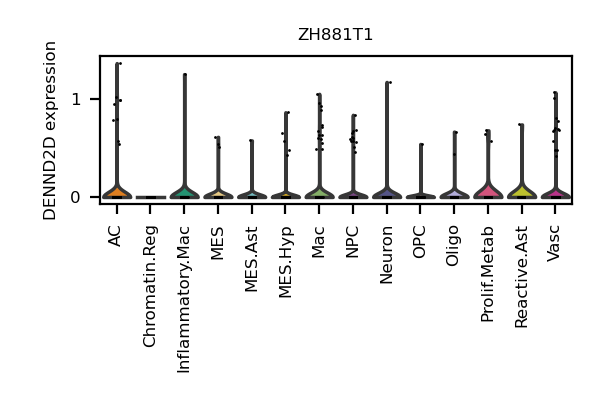 ZH881T1
DENND2D expression
1
0
AC
Chromatin.Reg
Inflammatory.Mac
MES
MES.Ast
MES.Hyp
Mac
NPC
Neuron
OPC
Oligo
Prolif.Metab
Reactive.Ast
Vasc